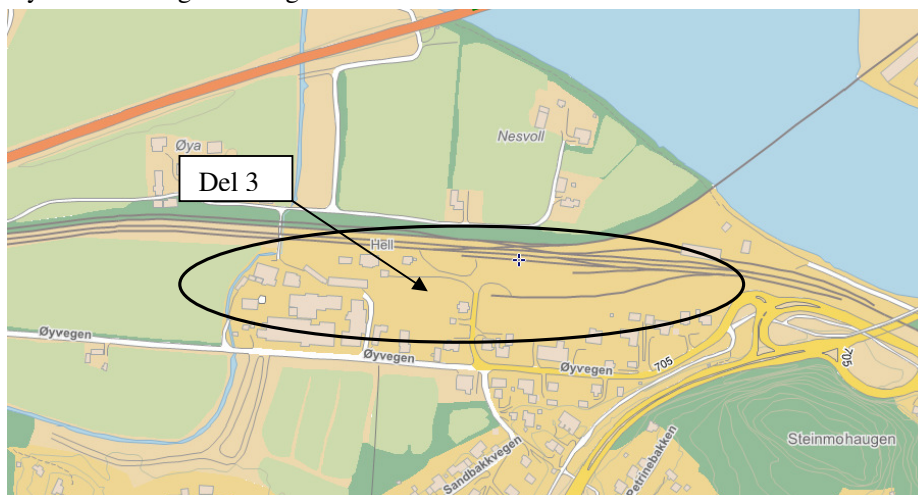 Øya
Nesvoll
Del 3
Hell
Øyvegen
Øyvegen
Øyvegen
705
705
Sandbakkvegen
Petrinebakken
Steinmohaugen